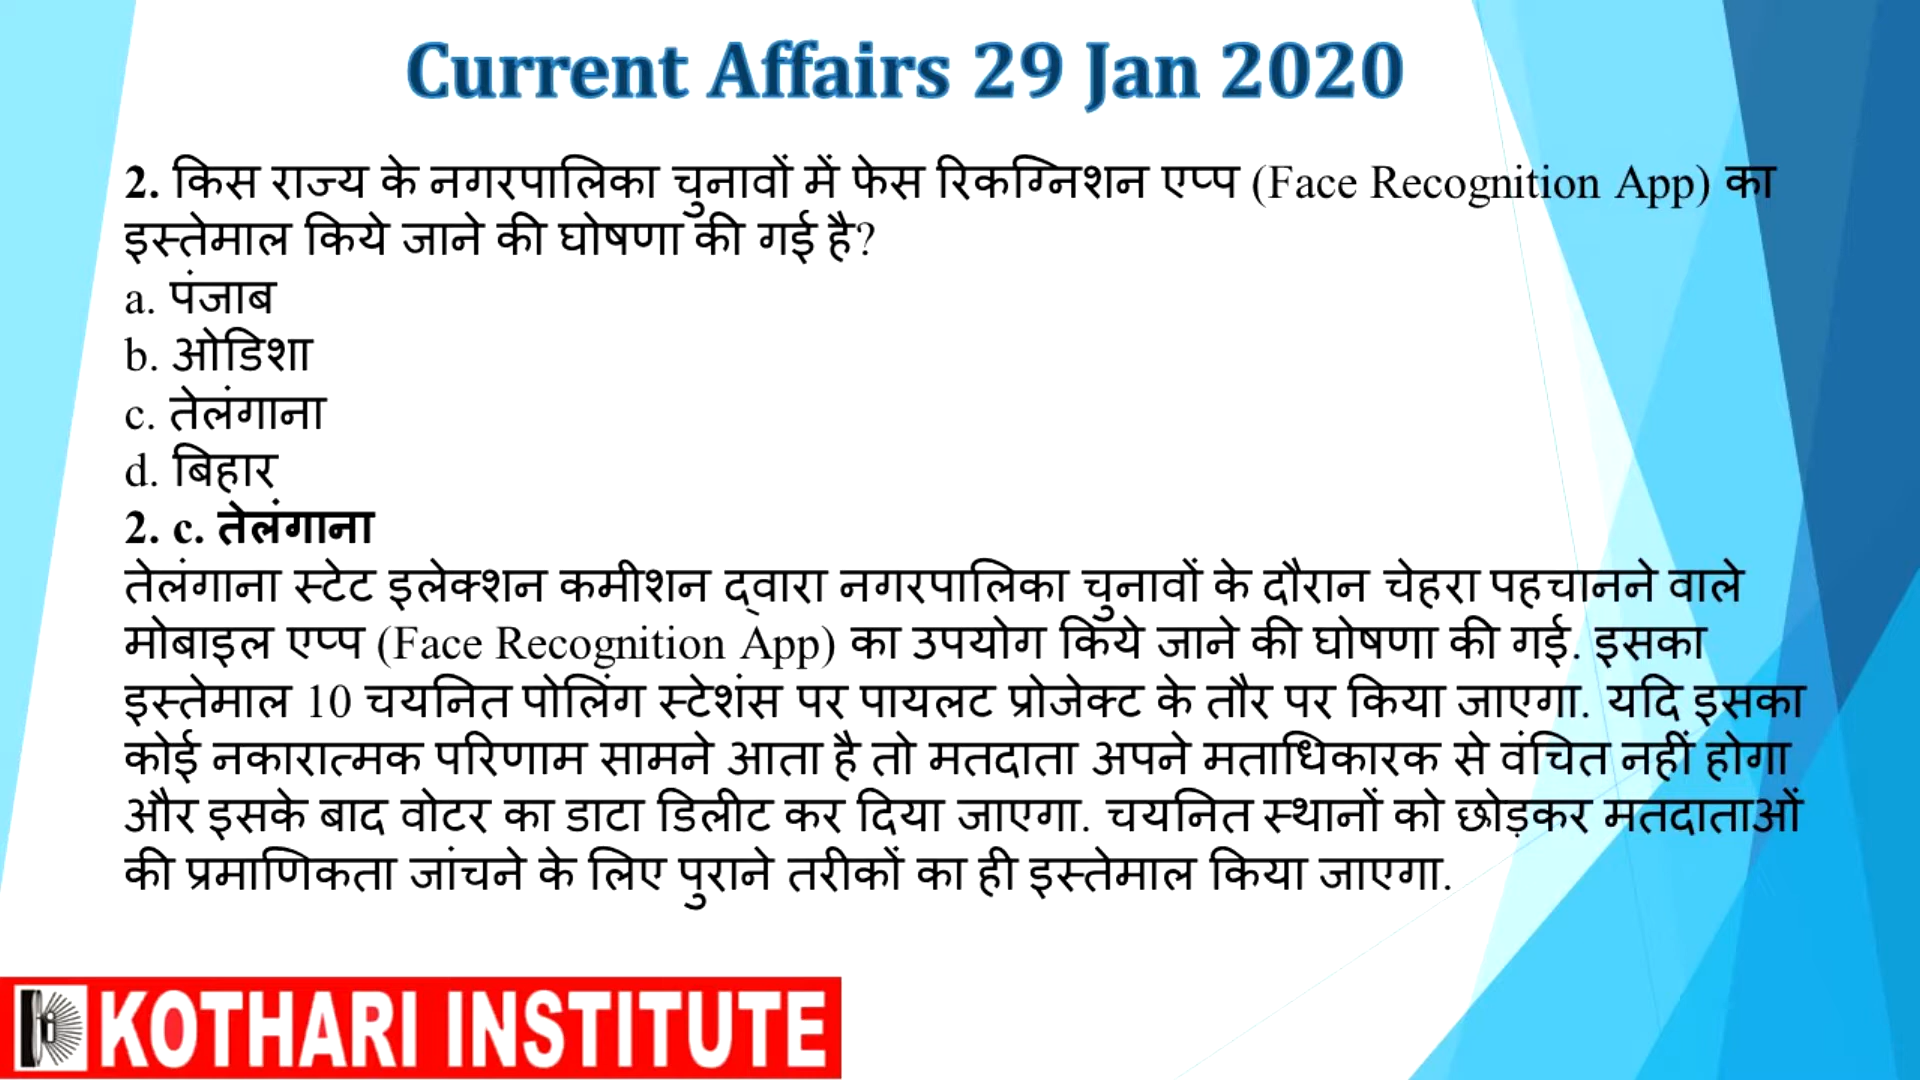 Current Affairs 29 Jan 2020
2. किस राज्य के नगरपालिका चुनावों में फेस रिकग्निशन एप्प (Face Recognition App) का
इस्तेमाल किये जाने की घोषणा की गई है?
a. पंजाब
b. ओडिशा
c. तेलंगाना
d. बिहार
2. c. तेलंगाना
तेलंगाना स्टेट इलेक्शन कमीशन द्वारा नगरपालिका चुनावों के दौरान चेहरा पहचानने वाले
मोबाइल एप्प (Face Recognition App) का उपयोग किये जाने की घोषणा की गई. इसका
इस्तेमाल 10 चयनित पोलिंग स्टेशंस पर पायलट प्रोजेक्ट के तौर पर किया जाएगा. यदि इसका
कोई नकारात्मक परिणाम सामने आता है तो मतदाता अपने मताधिकारक से वंचित नहीं होगा
और इसके बाद वोटर का डाटा डिलीट कर दिया जाएगा. चयनित स्थानों को छोड़कर मतदाताओं
की प्रमाणिकता जांचने के लिए पुराने तरीकों का ही इस्तेमाल किया जाएगा.
KOTHARI INSTITUTE